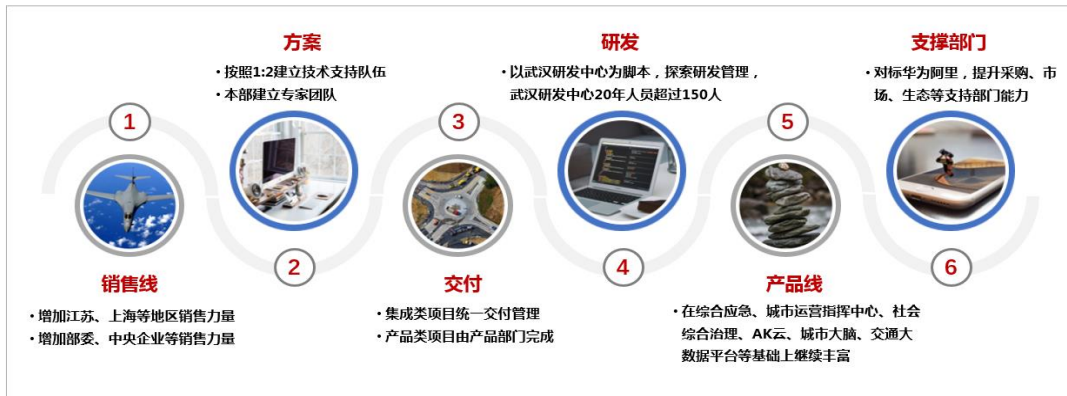 方案
• 按照1:2建立技术支持队伍
• 本部建立专家团队
研发
• 以武汉研发中心为脚本，探索研发管理，
武汉研发中心20年人员超过150人
支撑部门
• 对标华为阿里，提升采购、市
场、生态等支持部门能力
1
3
5
2
4
6
销售线
• 增加江苏、上海等地区销售力量
• 增加部委、中央企业等销售力量
交付
• 集成类项目统一交付管理
• 产品类项目由产品部门完成
产品线
• 在综合应急、城市运营指挥中心、社会
综合治理、AK云、城市大脑、交通大
数据平台等基础上继续丰富